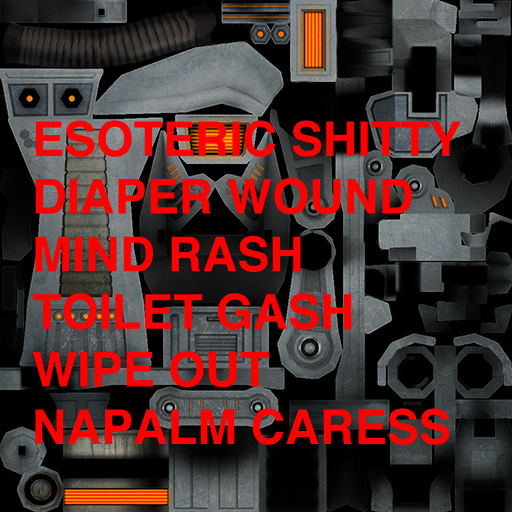 ESOTERIC SHITTY
DIAPER WOUND
MIND RASH
TOILET GASH
WIPE OUT
NAPALM CARESS